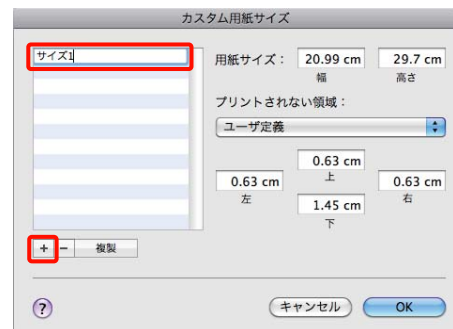 カスタム用紙サイズ
サイズ1
用紙サイズ： 20.99 cm 29.7 cm
幅 高さ
プリントされない領域：
ユーザ定義
0.63 cm
上
0.63 cm 0.63 cm
左 右
1.45 cm
下
+ − 複製
? キャンセル OK